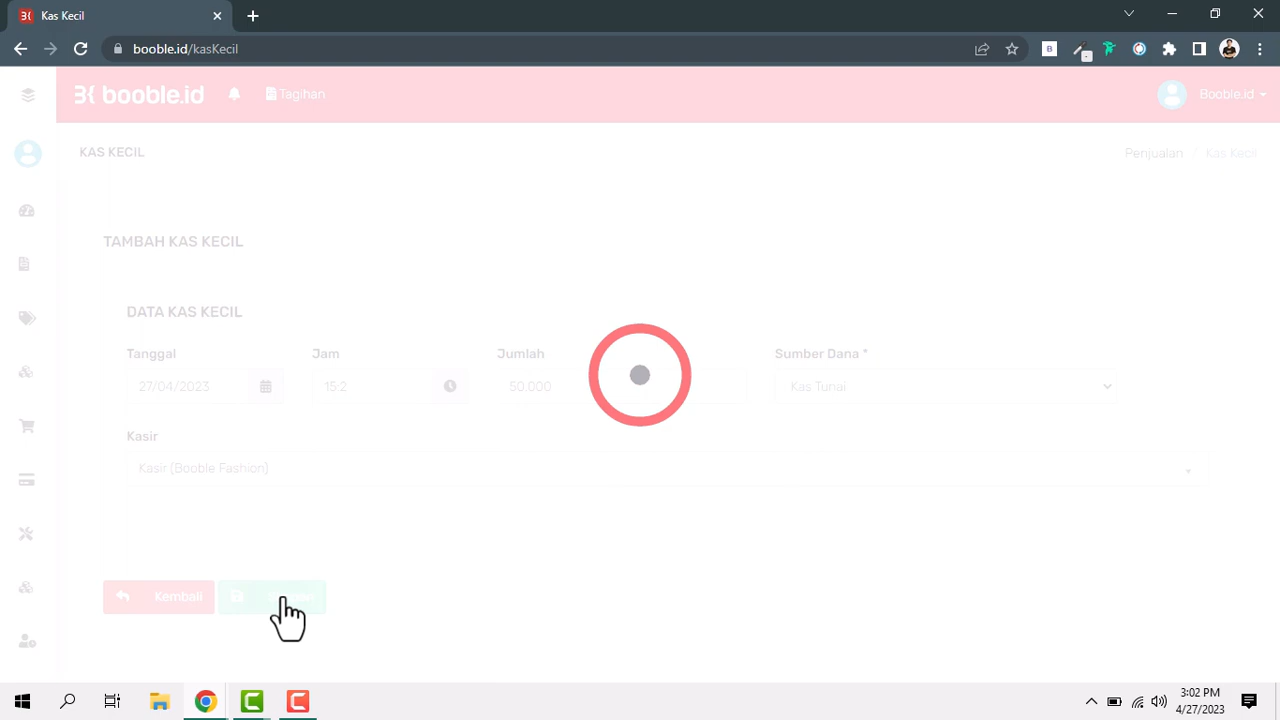 Kas Kecil
booble.id/kasKecil
booble.id
Tagihan
Booble.id
KAS KECIL
Penjualan / Kas Kecil
TAMBAH KAS KECIL
DATA KAS KECIL
Tanggal Jam Jumlah Sumber Dana *
27/04/2023 15:2 50.000 Kas Tunai
Kasir
Kasir (Booble Fashion)
Kembali
3:02 PM
4/27/2023